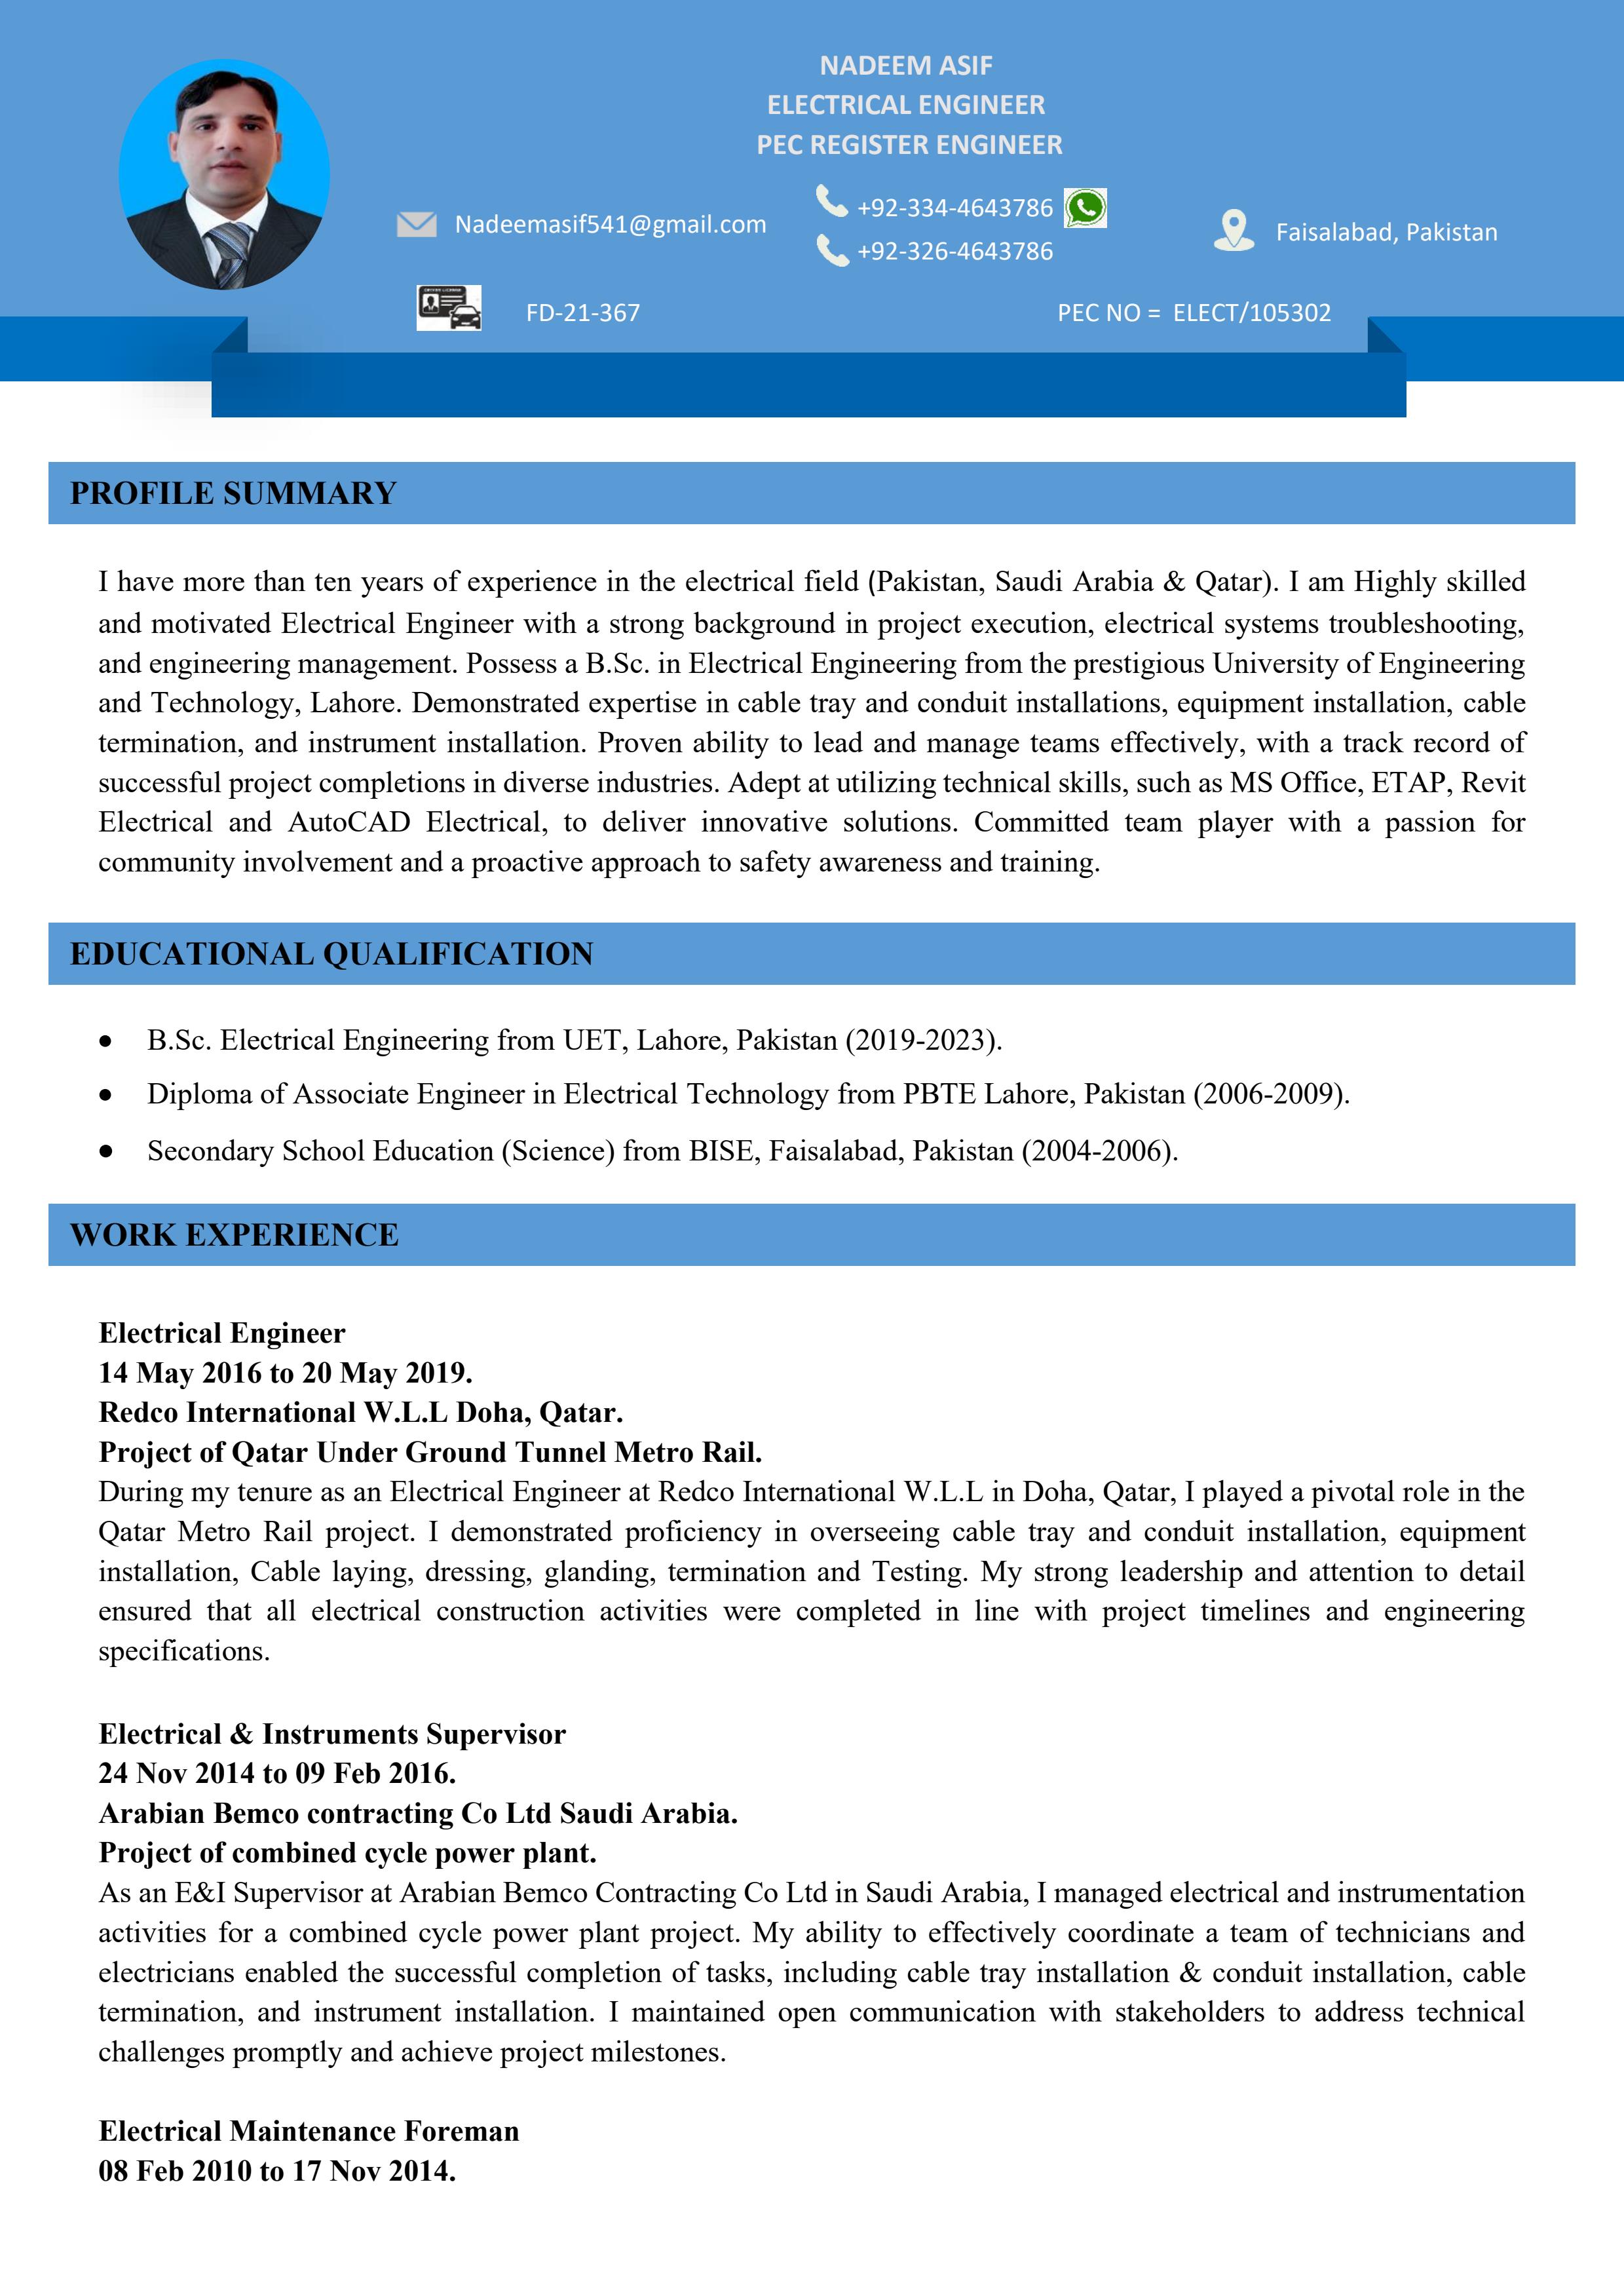 NADEEM ASIF
ELECTRICAL ENGINEER
PEC REGISTER ENGINEER
Nadeemasif541@gmail.com
+92-334-4643786
+92-326-4643786
Faisalabad, Pakistan
FD-21-367
PEC NO = ELECT/105302
PROFILE SUMMARY
I have more than ten years of experience in the electrical field (Pakistan, Saudi Arabia & Qatar). I am Highly skilled
and motivated Electrical Engineer with a strong background in project execution, electrical systems troubleshooting,
and engineering management. Possess a B.Sc. in Electrical Engineering from the prestigious University of Engineering
and Technology, Lahore. Demonstrated expertise in cable tray and conduit installations, equipment installation, cable
termination, and instrument installation. Proven ability to lead and manage teams effectively, with a track record of
successful project completions in diverse industries. Adept at utilizing technical skills, such as MS Office, ETAP, Revit
Electrical and AutoCAD Electrical, to deliver innovative solutions. Committed team player with a passion for
community involvement and a proactive approach to safety awareness and training.
EDUCATIONAL QUALIFICATION
• B.Sc. Electrical Engineering from UET, Lahore, Pakistan (2019-2023).
• Diploma of Associate Engineer in Electrical Technology from PBTE Lahore, Pakistan (2006-2009).
• Secondary School Education (Science) from BISE, Faisalabad, Pakistan (2004-2006).
WORK EXPERIENCE
Electrical Engineer
14 May 2016 to 20 May 2019.
Redco International W.L.L Doha, Qatar.
Project of Qatar Under Ground Tunnel Metro Rail.
During my tenure as an Electrical Engineer at Redco International W.L.L in Doha, Qatar, I played a pivotal role in the
Qatar Metro Rail project. I demonstrated proficiency in overseeing cable tray and conduit installation, equipment
installation, Cable laying, dressing, glanding, termination and Testing. My strong leadership and attention to detail
ensured that all electrical construction activities were completed in line with project timelines and engineering
specifications.
Electrical & Instruments Supervisor
24 Nov 2014 to 09 Feb 2016.
Arabian Bemco contracting Co Ltd Saudi Arabia.
Project of combined cycle power plant.
As an E&I Supervisor at Arabian Bemco Contracting Co Ltd in Saudi Arabia, I managed electrical and instrumentation
activities for a combined cycle power plant project. My ability to effectively coordinate a team of technicians and
electricians enabled the successful completion of tasks, including cable tray installation & conduit installation, cable
termination, and instrument installation. I maintained open communication with stakeholders to address technical
challenges promptly and achieve project milestones.
Electrical Maintenance Foreman
08 Feb 2010 to 17 Nov 2014.